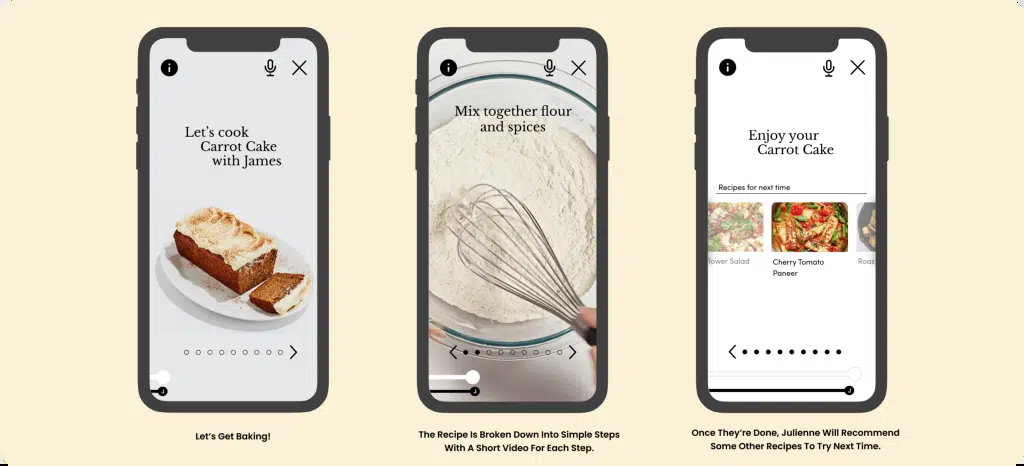 Let's cook
Carrot Cake
with James
Let's Get Baking!
Mix together flour
and spices
The Recipe Is Broken Down Into Simple Steps
With A Short Video For Each Step.
Enjoy your
Carrot Cake
Recipes for next time
flower Salad
Cherry Tomato
Paneer
Roas
Once They're Done, Julienne Will Recommend
Some Other Recipes To Try Next Time.